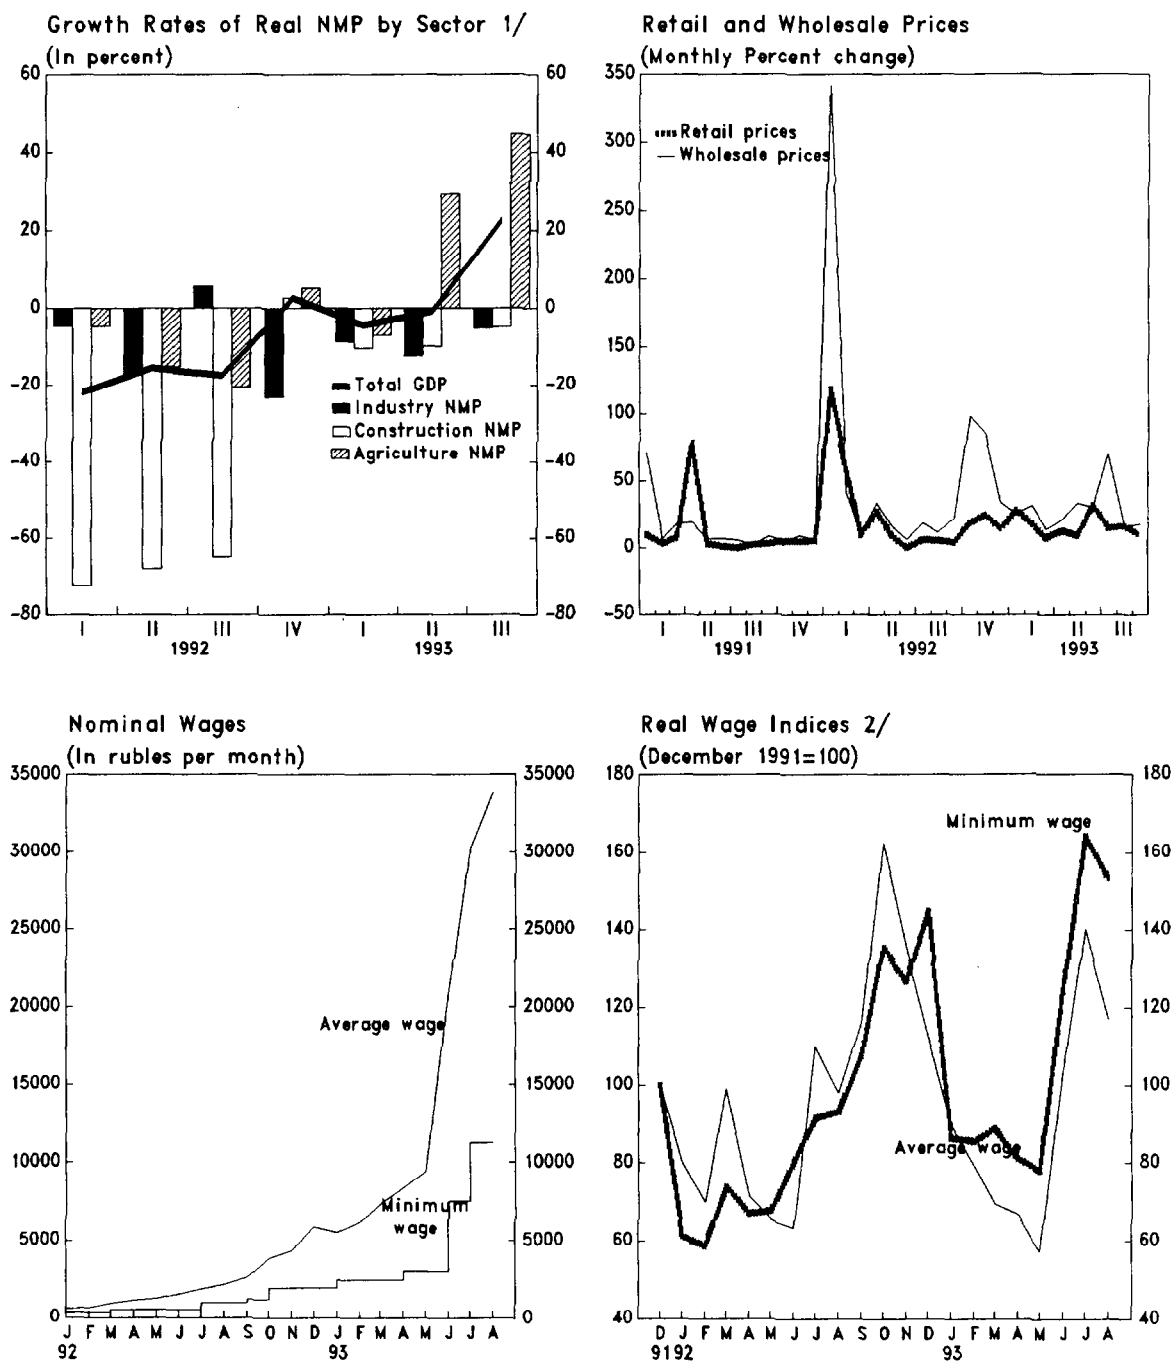 Growth Rates of Real NMP by Sector 1/
(In percent)
60 60
40 40
20 20
0 0
-20 -20
-40 -40
-60 -60
-80 -80
Total GDP
Industry NMP
Construction NMP
Agriculture NMP
I II III IV I II III
1992 1993
Retail and Wholesale Prices
(Monthly Percent change)
350
300
250
200
150
100
50
0
-50
Retail prices
Wholesale prices
I II III IV I II III IV I II III
1991 1992 1993
Nominal Wages
(In rubles per month)
35000 35000
30000 30000
25000 25000
20000 20000
15000 15000
10000 10000
5000 5000
0 0
Average wage
Minimum
wage
J F M A M J J A S O N D J F M A M J J A
92 93
Real Wage Indices 2/
(December 1991=100)
180 180
160 160
140 140
120 120
100 100
80 80
60 60
40 40
Minimum wage
Average wage
D J F M A M J J A S O N D J F M A M J J A
9192 93